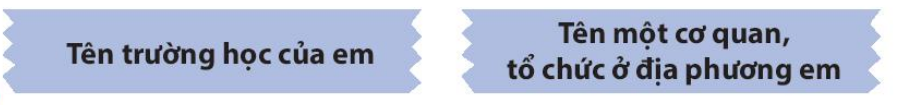 Tên trường học của em
Tên một cơ quan,
tổ chức ở địa phương em